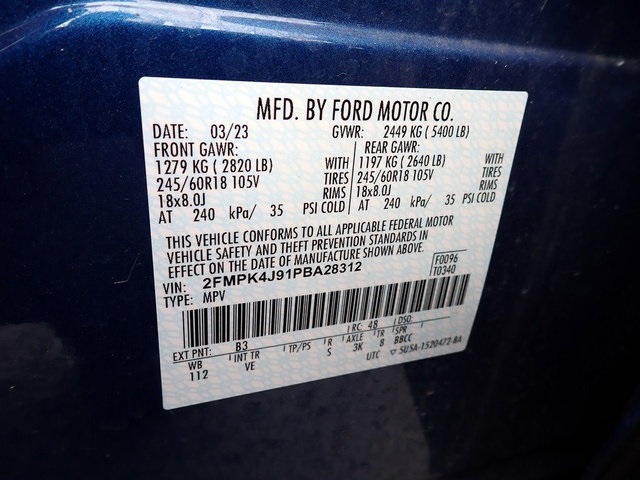 MFD. BY FORD MOTOR CO.
DATE: 03/23 GVWR: 2449 KG ( 5400 LB)
FRONT GAWR: REAR GAWR:
1279 KG ( 2820 LB) WITH 1197 KG ( 2640 LB) WITH
245/60R18 105V TIRES 245/60R18 105V TIRES
18x8.0J RIMS 18x8.0J RIMS
AT 240 kPa/ 35 PSI COLD AT 240 kPa/ 35 PSI COLD
THIS VEHICLE CONFORMS TO ALL APPLICABLE FEDERAL MOTOR
VEHICLE SAFETY AND THEFT PREVENTION STANDARDS IN
EFFECT ON THE DATE OF MANUFACTURE SHOWN ABOVE.
VIN: 2FMPK4J91PBA28312 F0096
TYPE: MPV T0340
EXT PNT: B3 RC: 48 DSO:
WB INT TR TP/PS R AXLE TR SPR
112 VE S 3K 8 BBCC
UTC ▽ 5USA-1520472-BA